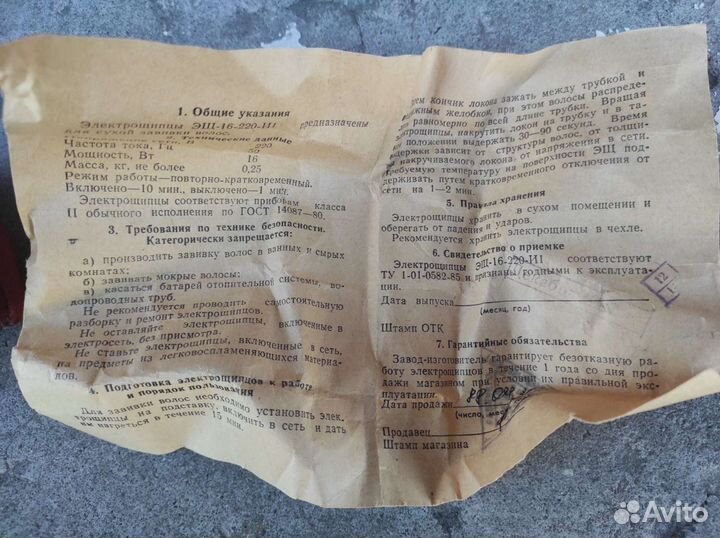 1. Общие указания
Электрощипцы ЭЩ-16-220-И1 предназначены
для сухой завивки волос.
2. Технические данные
220
Частота тока, Гц 50
Мощность, Вт 16
Масса, кг, не более 0,25
Режим работы—повторно-кратковременный.
Включено—10 мин., выключено—1 мин.
Электрощипцы соответствуют приборам класса
II обычного исполнения по ГОСТ 14087—80.
3. Требования по технике безопасности.
Категорически запрещается:
а) производить завивку волос в ванных и сырых
комнатах;
б) завивать мокрые волосы;
в) касаться батарей отопительной системы, во-
допроводных труб.
Не рекомендуется проводить самостоятельную
разборку и ремонт электрощипцов.
Не оставляйте электрощипцы, включенные в
электросеть, без присмотра.
Не ставьте электрощипцы, включенные в сеть,
на предметы из легковоспламеняющихся материа-
лов.
4. Подготовка электрощипцов к работе
и порядок пользования
Для завивки волос необходимо установить элек-
трощипцы на подставку, включить в сеть и дать
им нагреться в течение 15 мин.
кончик локона зажать между трубкой и
желобкой, при этом волосы распреде-
равномерно по всей длине трубки. Вращая
электрощипцы, накрутить локон на трубку и в та-
положении выдержать 30—90 секунд. Время
выдержки зависит от структуры волос, от толщи-
накручиваемого локона, от напряжения в сети.
требуемую температуру на поверхности ЭЩ под-
держивать путем кратковременного отключения от
сети на 1—2 мин.
5. Правила хранения
Электрощипцы хранить в сухом помещении и
оберегать от падения и ударов.
Рекомендуется хранить электрощипцы в чехле.
6. Свидетельство о приемке
Электрощипцы ЭЩ-16-220-И1 соответствуют
ТУ 1-01-0582-85 и признаны годными к эксплуата-
ции.
12
Дата выпуска
(месяц, год)
Штамп ОТК
7. Гарантийные обязательства
Завод-изготовитель гарантирует безотказную ра-
боту электрощипцов в течение 1 года со дня про-
дажи магазином при условии их правильной экс-
плуатации.
Дата продажи
(число, мес
Продавец
Штамп магазина
Avito